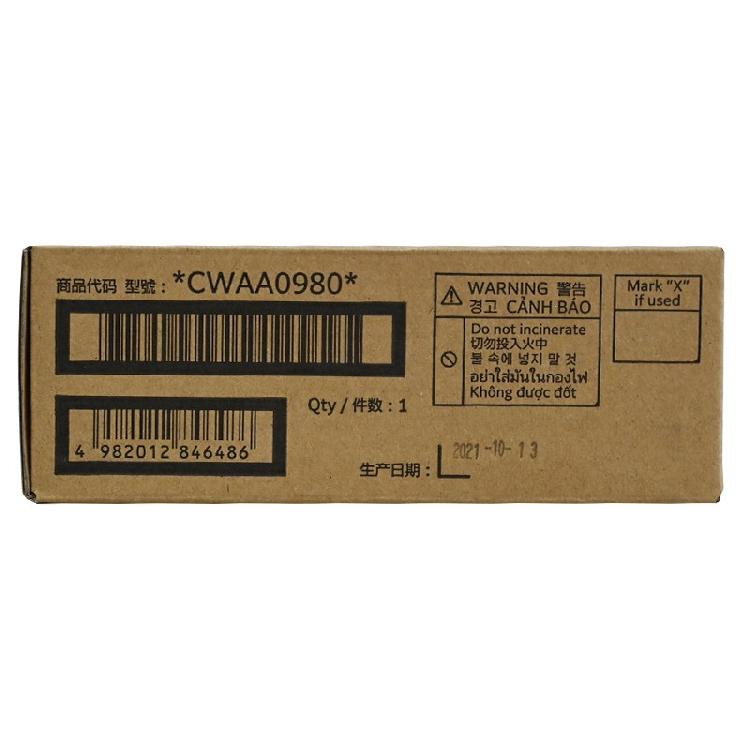 商品代码 型號：*CWAA0980*
4 982012 846486
Qty / 件数：1
生产日期：
2021-10-13
WARNING 警告
경고 CẢNH BÁO
Do not incinerate
切勿投入火中
불 속에 넣지 말 것
อย่าใส่มันในกองไฟ
Không được đốt
Mark "X"
if used